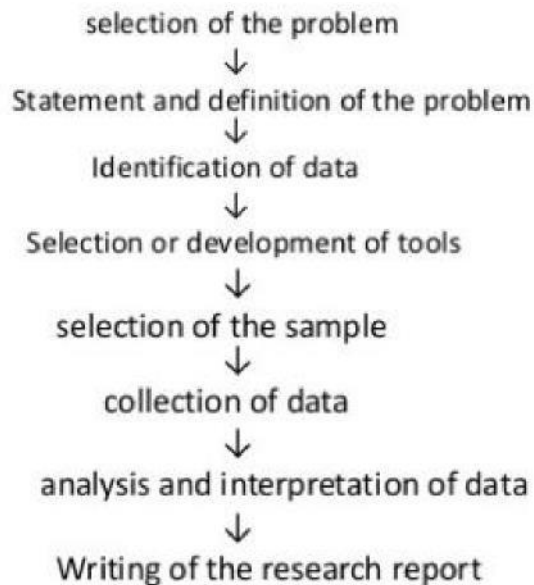 selection of the problem
↓
Statement and definition of the problem
↓
Identification of data
↓
Selection or development of tools
↓
selection of the sample
↓
collection of data
↓
analysis and interpretation of data
↓
Writing of the research report